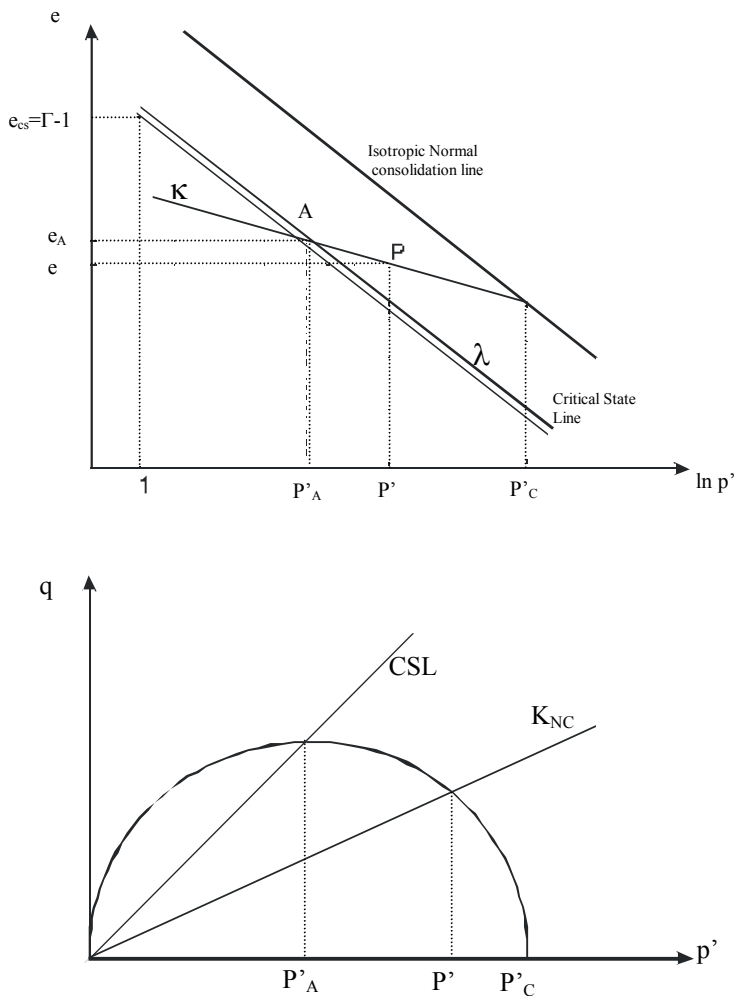 e
e_cs=Γ-1
Isotropic Normal
consolidation line
κ
A
e_A
P
e
λ
Critical State
Line
1
P'_A
P'
P'_C
ln p'
q
CSL
K_NC
p'
P'_A
P'
P'_C